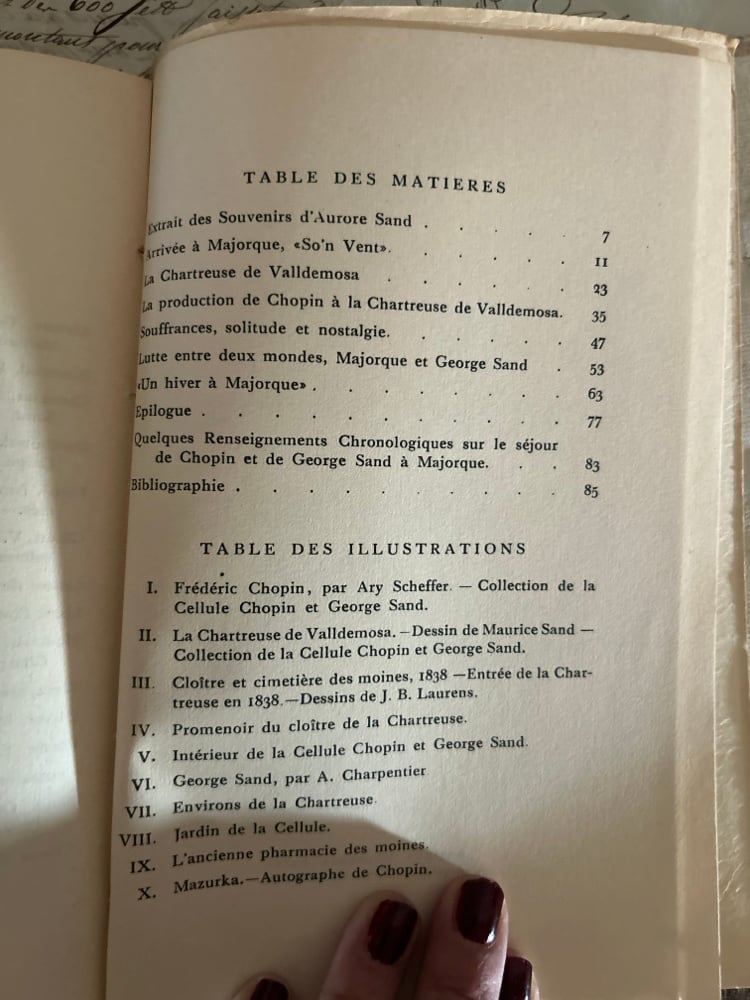 600
pour
TABLE DES MATIERES
Extrait des Souvenirs d'Aurore Sand . . . . . 7
Arrivée à Majorque, «So'n Vent». . . . . 11
La Chartreuse de Valldemosa . . . . . 23
La production de Chopin à la Chartreuse de Valldemosa. 35
Souffrances, solitude et nostalgie. . . . . 47
Lutte entre deux mondes, Majorque et George Sand . 53
«Un hiver à Majorque» . . . . . . . 63
Epilogue . . . . . . . . . . 77
Quelques Renseignements Chronologiques sur le séjour
de Chopin et de George Sand à Majorque. . . 83
Bibliographie . . . . . . . . . 85
TABLE DES ILLUSTRATIONS
I. Frédéric Chopin, par Ary Scheffer. — Collection de la
Cellule Chopin et George Sand.
II. La Chartreuse de Valldemosa. —Dessin de Maurice Sand —
Collection de la Cellule Chopin et George Sand.
III. Cloître et cimetière des moines, 1838 —Entrée de la Char-
treuse en 1838.—Dessins de J. B. Laurens.
IV. Promenoir du cloître de la Chartreuse.
V. Intérieur de la Cellule Chopin et George Sand.
VI. George Sand, par A. Charpentier
VII. Environs de la Chartreuse.
VIII. Jardin de la Cellule.
IX. L'ancienne pharmacie des moines.
X. Mazurka.—Autographe de Chopin.